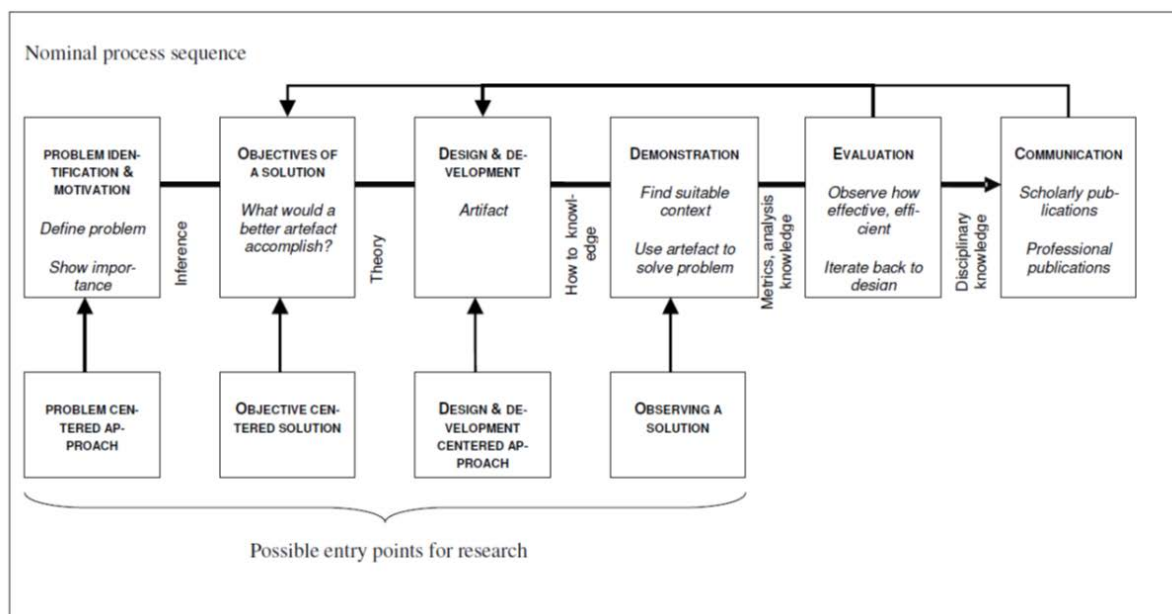 Nominal process sequence
PROBLEM IDEN-
TIFICATION &
MOTIVATION
Define problem
Show impor-
tance
Inference
OBJECTIVES OF
A SOLUTION
What would a
better artefact
accomplish?
Theory
DESIGN & DE-
VELOPMENT
Artifact
How to knowl-
edge
DEMONSTRATION
Find suitable
context
Use artefact to
solve problem
Metrics, analysis
knowledge
EVALUATION
Observe how
effective, effi-
cient
Iterate back to
design
Disciplinary
knowledge
COMMUNICATION
Scholarly pub-
lications
Professional
publications
PROBLEM CEN-
TERED AP-
PROACH
OBJECTIVE CEN-
TERED SOLUTION
DESIGN & DE-
VELOPMENT
CENTERED AP-
PROACH
OBSERVING A
SOLUTION
Possible entry points for research